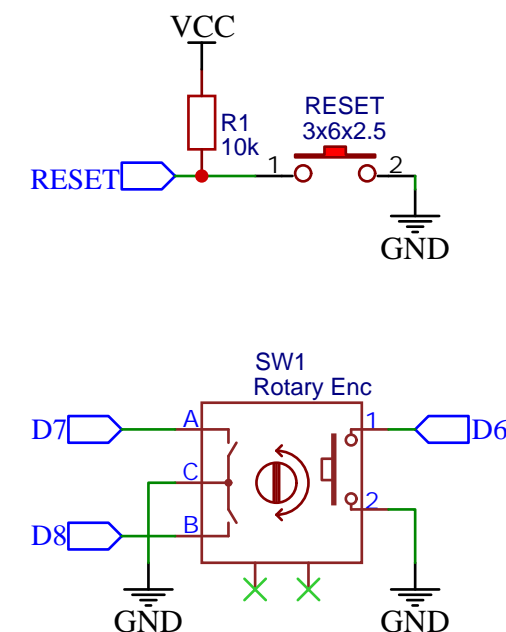 VCC
R1
10k
RESET
3x6x2.5
RESET
1
2
GND
SW1
Rotary Enc
D7
A
1
D6
C
D8
B
2
GND
GND